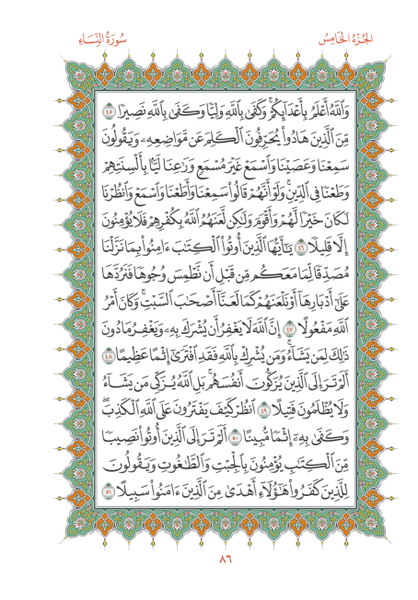 الجُزْءُ الخَامِسُ
سُورَةُ النِّسَاءِ
وَٱللَّهُ أَعۡلَمُ بِأَعۡدَآئِكُمۡۚ وَكَفَىٰ بِٱللَّهِ وَلِيّٗا وَكَفَىٰ بِٱللَّهِ نَصِيرٗا ٤٥
مِّنَ ٱلَّذِينَ هَادُواْ يُحَرِّفُونَ ٱلۡكَلِمَ عَن مَّوَاضِعِهِۦ وَيَقُولُونَ
سَمِعۡنَا وَعَصَيۡنَا وَٱسۡمَعۡ غَيۡرَ مُسۡمَعٖ وَرَٰعِنَا لَيَّۢا بِأَلۡسِنَتِهِمۡ
وَطَعۡنٗا فِي ٱلدِّينِۚ وَلَوۡ أَنَّهُمۡ قَالُواْ سَمِعۡنَا وَأَطَعۡنَا وَٱسۡمَعۡ وَٱنظُرۡنَا
لَكَانَ خَيۡرٗا لَّهُمۡ وَأَقۡوَمَ وَلَٰكِن لَّعَنَهُمُ ٱللَّهُ بِكُفۡرِهِمۡ فَلَا يُؤۡمِنُونَ
إِلَّا قَلِيلٗا ٤٦ يَٰٓأَيُّهَا ٱلَّذِينَ أُوتُواْ ٱلۡكِتَٰبَ ءَامِنُواْ بِمَا نَزَّلۡنَا
مُصَدِّقٗا لِّمَا مَعَكُم مِّن قَبۡلِ أَن نَّطۡمِسَ وُجُوهٗا فَنَرُدَّهَا
عَلَىٰٓ أَدۡبَارِهَآ أَوۡ نَلۡعَنَهُمۡ كَمَا لَعَنَّآ أَصۡحَٰبَ ٱلسَّبۡتِۚ وَكَانَ أَمۡرُ
ٱللَّهِ مَفۡعُولًا ٤٧ إِنَّ ٱللَّهَ لَا يَغۡفِرُ أَن يُشۡرَكَ بِهِۦ وَيَغۡفِرُ مَا دُونَ
ذَٰلِكَ لِمَن يَشَآءُۚ وَمَن يُشۡرِكۡ بِٱللَّهِ فَقَدِ ٱفۡتَرَىٰٓ إِثۡمًا عَظِيمًا ٤٨
أَلَمۡ تَرَ إِلَى ٱلَّذِينَ يُزَكُّونَ أَنفُسَهُمۚ بَلِ ٱللَّهُ يُزَكِّي مَن يَشَآءُ
وَلَا يُظۡلَمُونَ فَتِيلًا ٤٩ ٱنظُرۡ كَيۡفَ يَفۡتَرُونَ عَلَى ٱللَّهِ ٱلۡكَذِبَۖ
وَكَفَىٰ بِهِۦٓ إِثۡمٗا مُّبِينًا ٥٠ أَلَمۡ تَرَ إِلَى ٱلَّذِينَ أُوتُواْ نَصِيبٗا
مِّنَ ٱلۡكِتَٰبِ يُؤۡمِنُونَ بِٱلۡجِبۡتِ وَٱلطَّٰغُوتِ وَيَقُولُونَ
لِلَّذِينَ كَفَرُواْ هَٰٓؤُلَآءِ أَهۡدَىٰ مِنَ ٱلَّذِينَ ءَامَنُواْ سَبِيلًا ٥١
٨٦